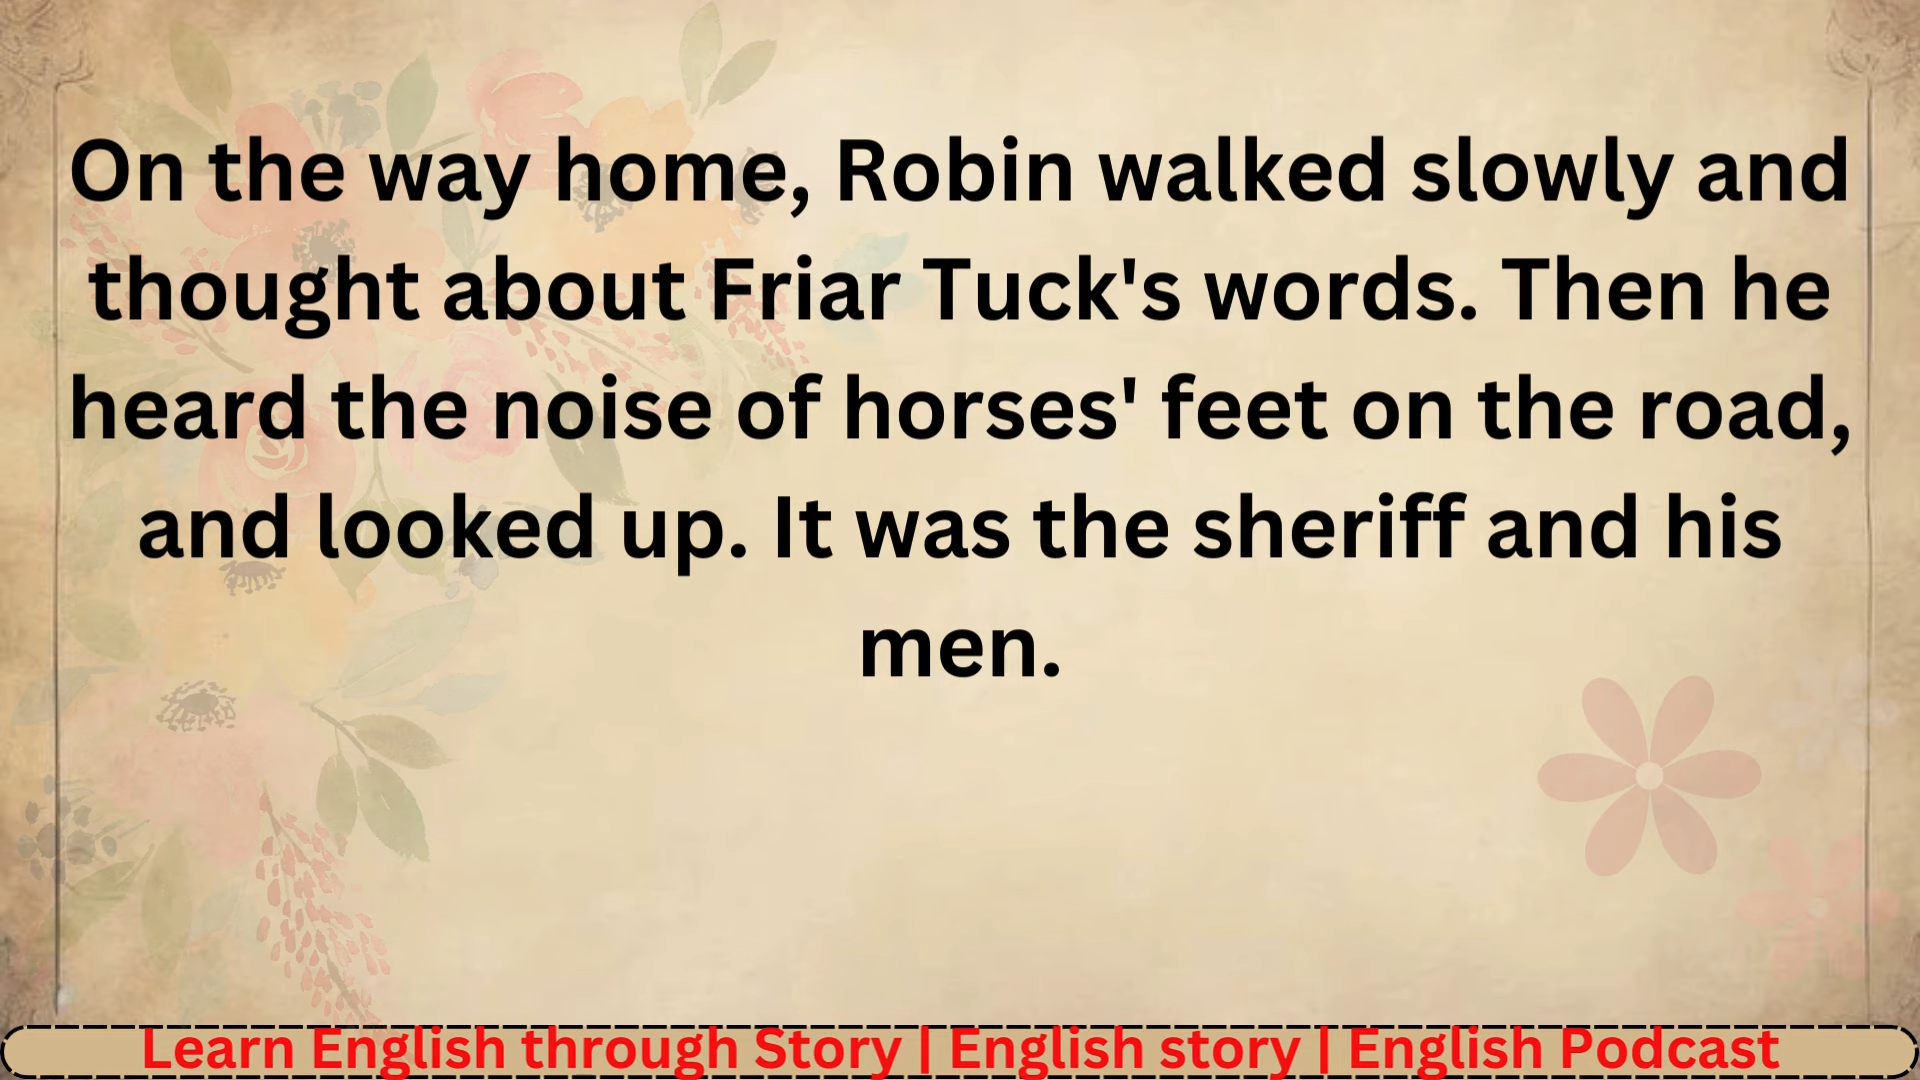 On the way home, Robin walked slowly and
thought about Friar Tuck's words. Then he
heard the noise of horses' feet on the road,
and looked up. It was the sheriff and his
men.
Learn English through Story | English story | English Podcast